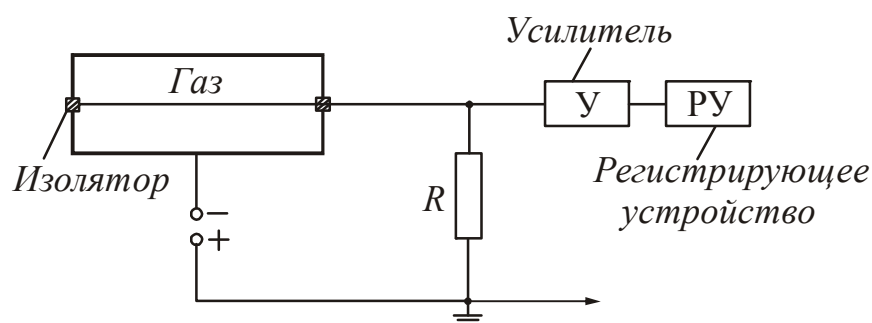 Усилитель
Газ
У
РУ
Изолятор
R
Регистрирующее
устройство
−
+